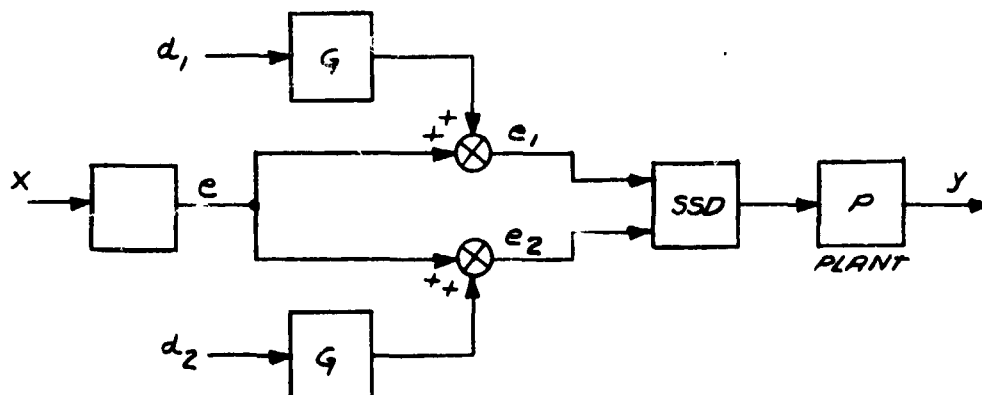 d₁
G
+
+
e₁
x
e
SSD
P
y
PLANT
e₂
+
+
d₂
G